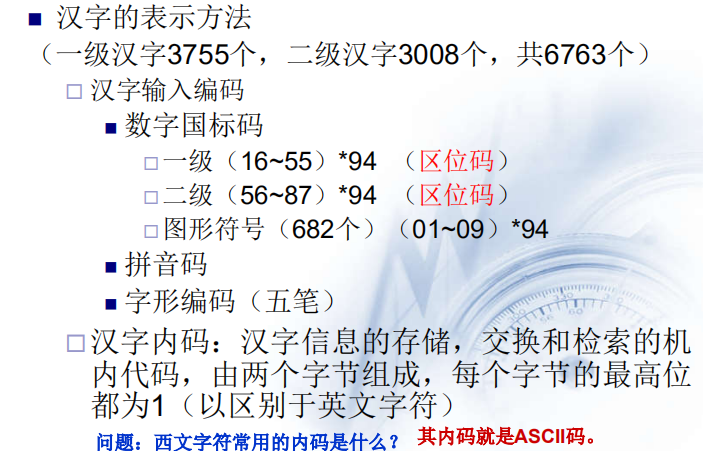 汉字的表示方法
（一级汉字3755个，二级汉字3008个，共6763个）
汉字输入编码
数字国标码
一级（16~55）*94 （区位码）
二级（56~87）*94 （区位码）
图形符号（682个）（01~09）*94
拼音码
字形编码（五笔）
汉字内码：汉字信息的存储，交换和检索的机
内代码，由两个字节组成，每个字节的最高位
都为1（以区别于英文字符）
问题：西文字符常用的内码是什么？ 其内码就是ASCII码。